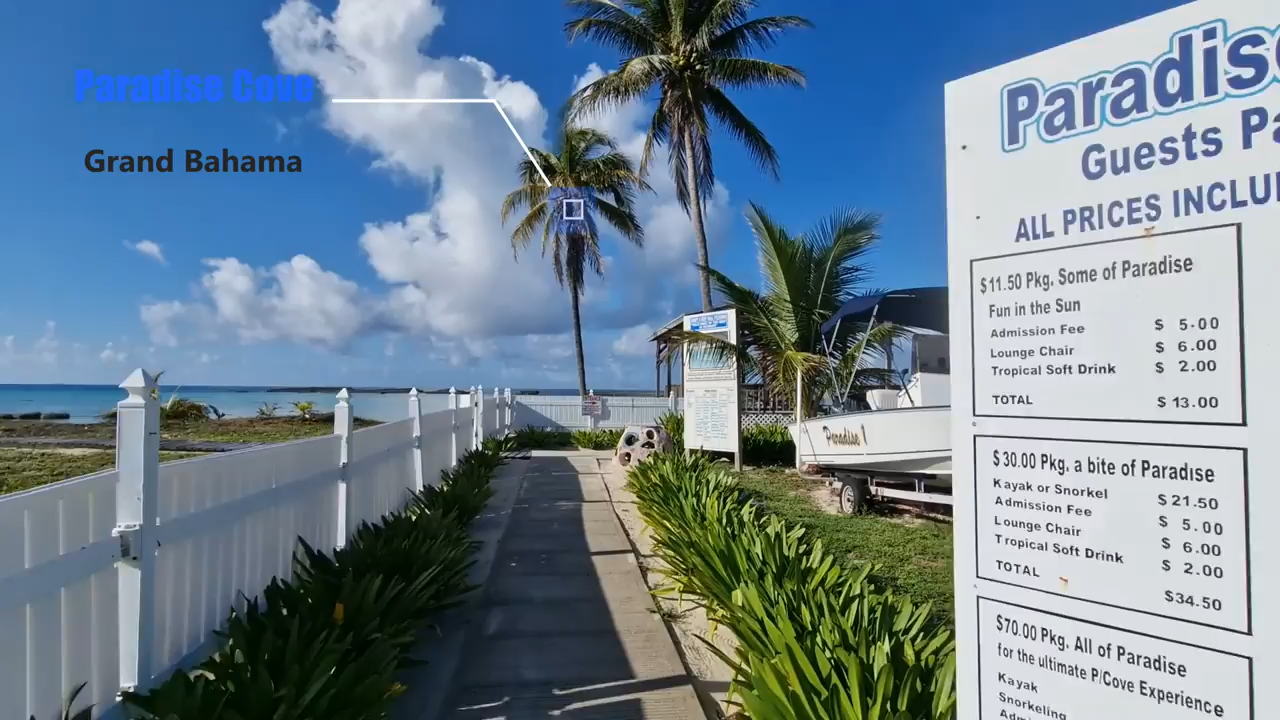 Paradise Cove
Grand Bahama
Paradise
Guests
ALL PRICES
$11.50 Pkg. Some of Paradise
Fun in the Sun
Admission Fee $ 5.00
Lounge Chair $ 6.00
Tropical Soft Drink $ 2.00
TOTAL $ 13.00
$30.00 Pkg. a bite of Paradise
Kayak or Snorkel $ 21.50
Admission Fee $ 5.00
Lounge Chair $ 6.00
Tropical Soft Drink $ 2.00
TOTAL $34.50
$70.00 Pkg. All of Paradise
for the ultimate P/Cove Experience
Kayak
Snorkeling
Paradise 1